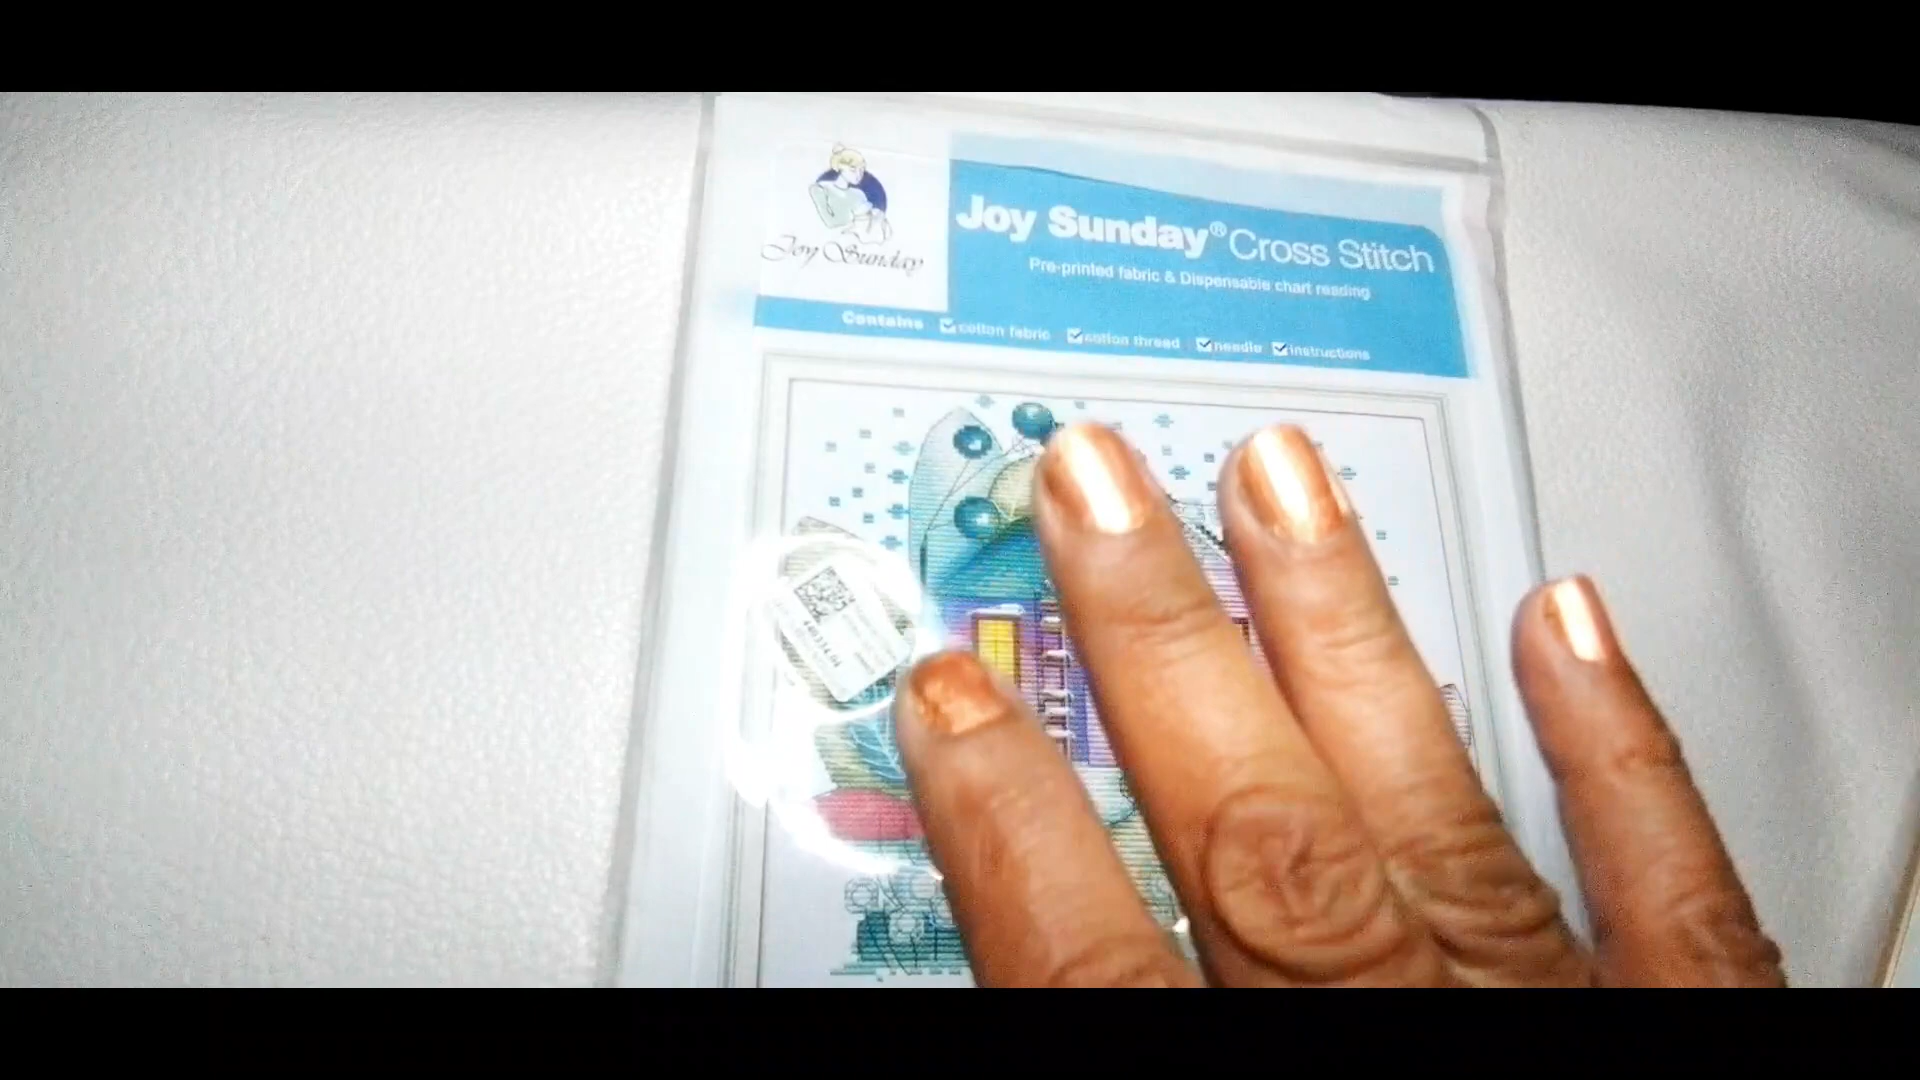 Joy Sunday
Joy Sunday® Cross Stitch
Pre-printed fabric & Dispensable chart reading
Contains cotton fabric cotton thread needle instructions